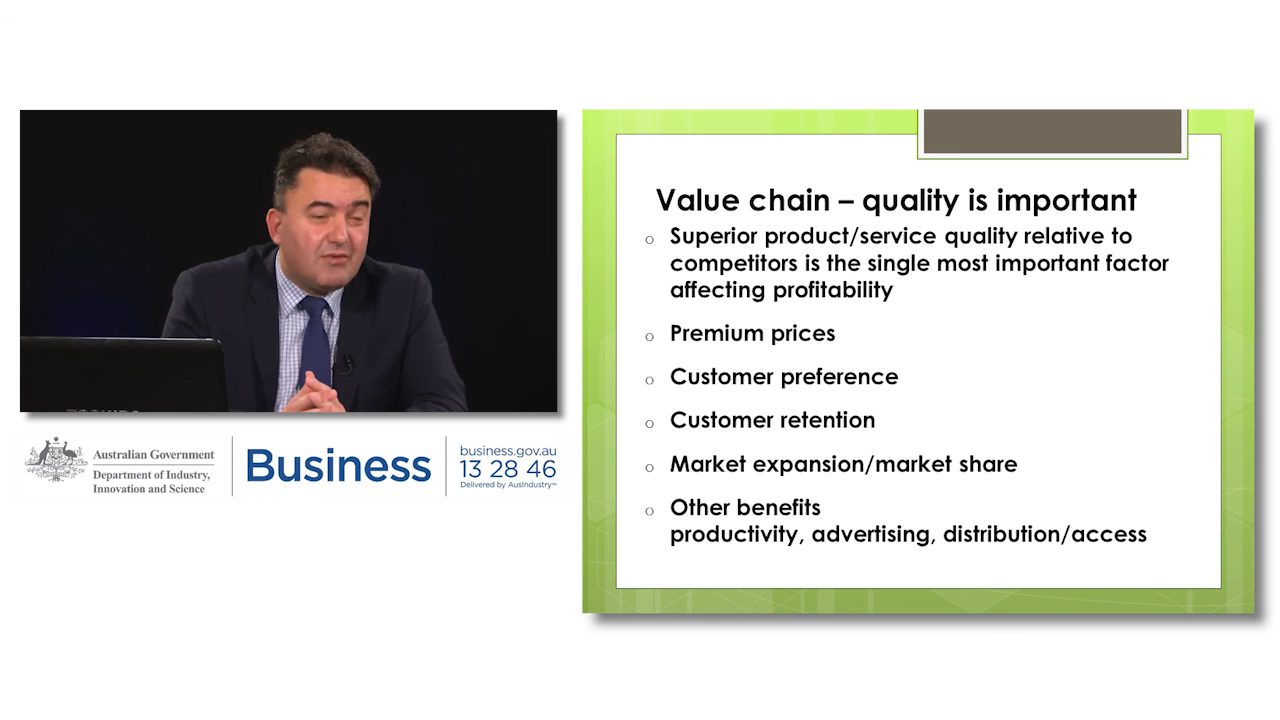 Australian Government
Department of Industry,
Innovation and Science
Business
business.gov.au
13 28 46
Delivered by AusIndustry™
Value chain – quality is important
Superior product/service quality relative to
competitors is the single most important factor
affecting profitability
Premium prices
Customer preference
Customer retention
Market expansion/market share
Other benefits
productivity, advertising, distribution/access